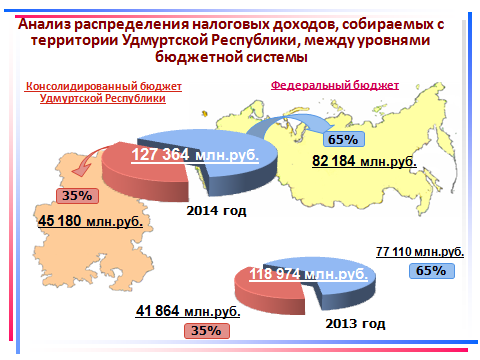 Анализ распределения налоговых доходов, собираемых с
территории Удмуртской Республики, между уровнями
бюджетной системы
Консолидированный бюджет
Удмуртской Республики
Федеральный бюджет
65%
127 364 млн.руб.
82 184 млн.руб.
35%
45 180 млн.руб.
2014 год
77 110 млн.руб.
65%
118 974 млн.руб.
41 864 млн.руб.
35%
2013 год